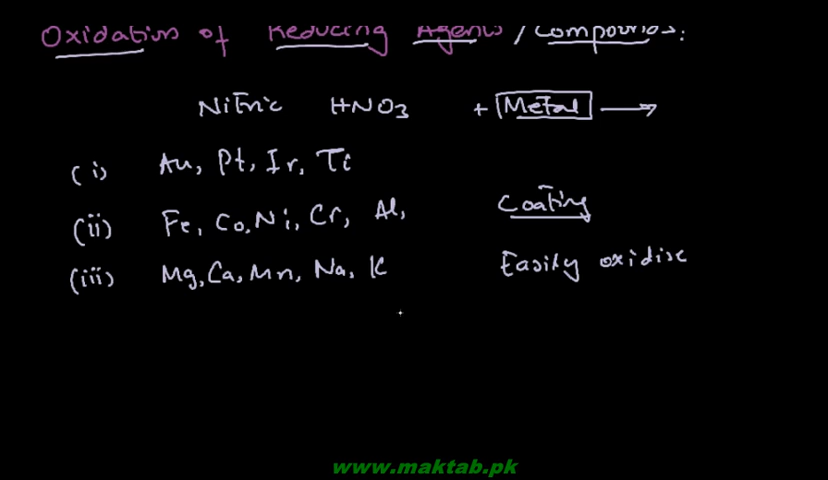 Oxidation of Reducing Agents / Compounds:
Nitric HNO3 + Metal →
(i) Au, Pt, Ir, Ti
(ii) Fe, Co, Ni, Cr, Al, Coating
(iii) Mg, Ca, Mn, Na, K Easily oxidise
www.maktab.pk